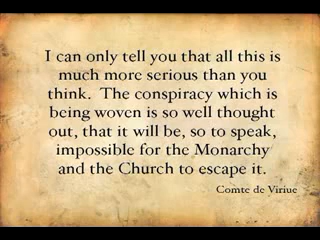 I can only tell you that all this is
much more serious than you
think.  The conspiracy which is
being woven is so well thought
out, that it will be, so to speak,
impossible for the Monarchy
and the Church to escape it.
Comte de Viriue